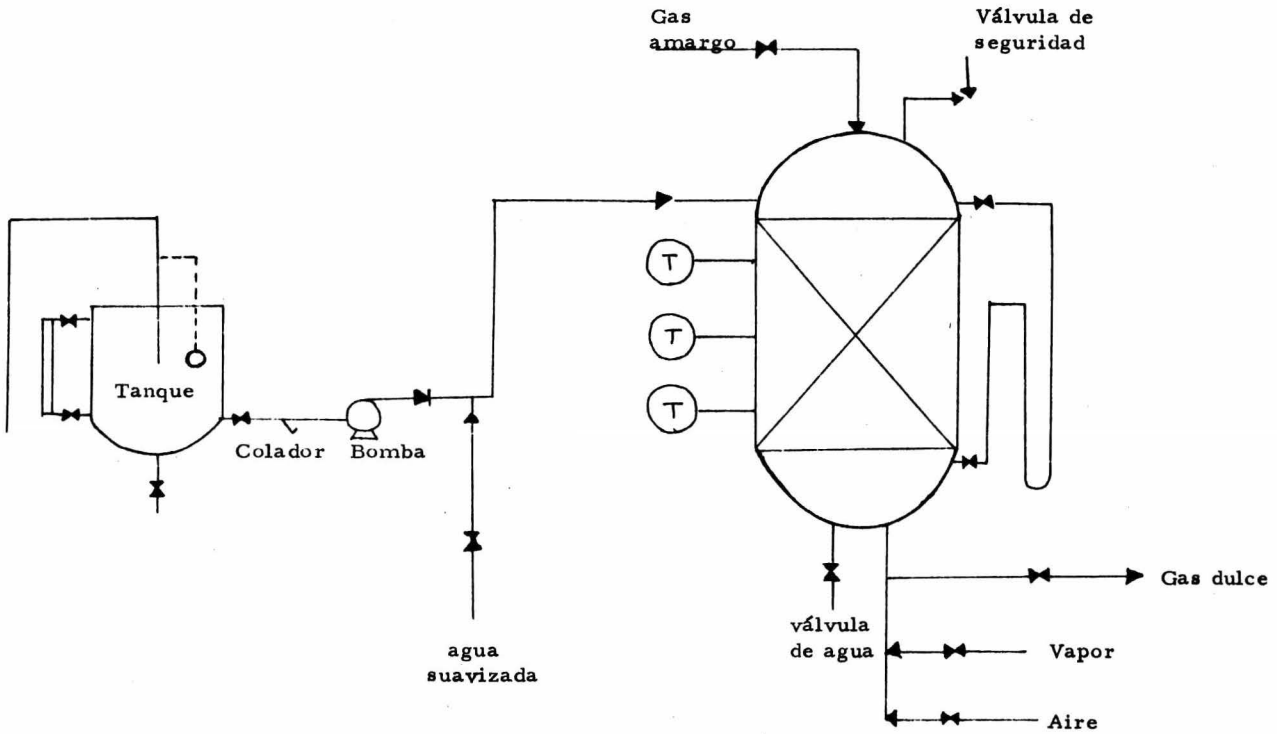 Gas
amargo
Válvula de
seguridad
T
T
T
Tanque
Colador
Bomba
agua
suavizada
válvula
de agua
Gas dulce
Vapor
Aire